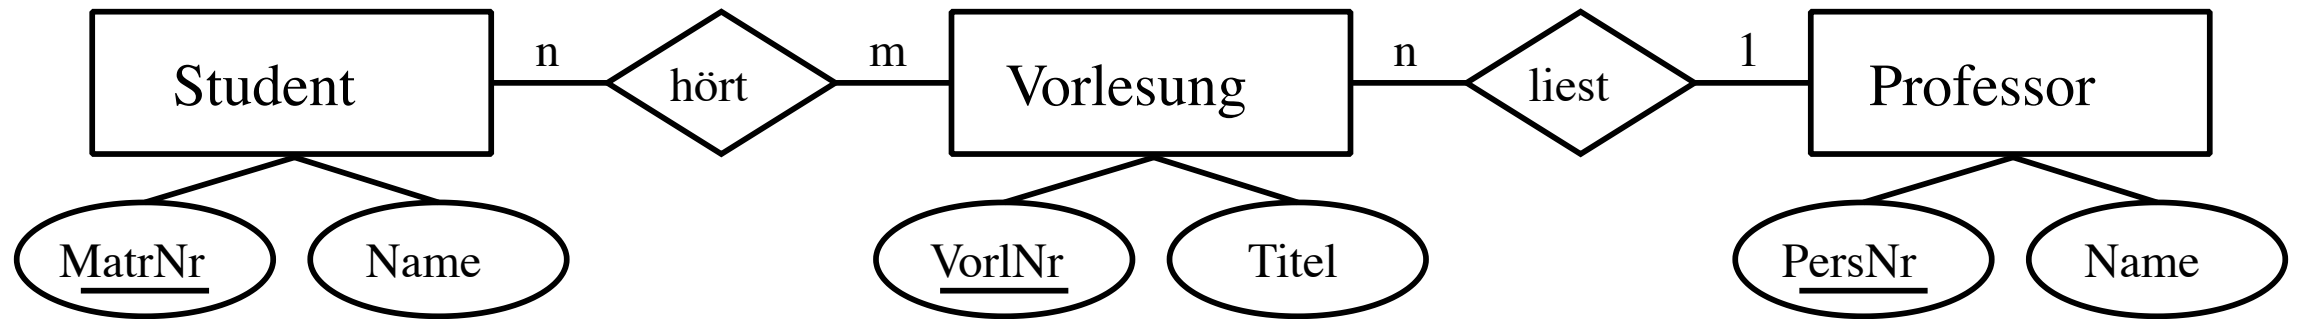 n m n 1
Student hört Vorlesung liest Professor
MatrNr Name VorlNr Titel PersNr Name